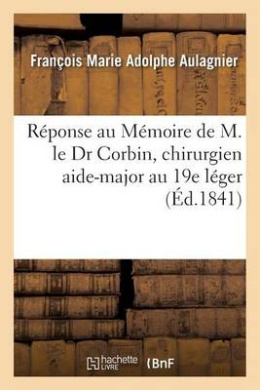 François Marie Adolphe Aulagnier
Réponse au Mémoire de M. le Dr Corbin, chirurgien
aide-major au 19e léger
(Éd.1841)
hachette
LIVRE
{BnF